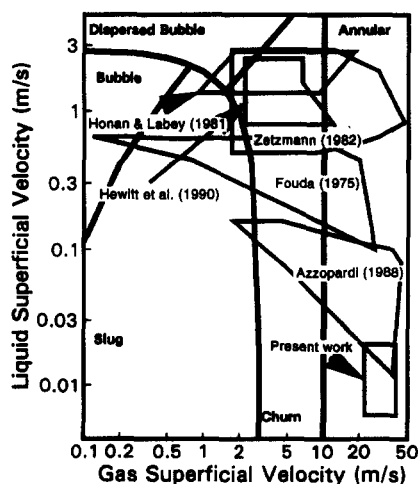 Dispersed Bubble
Annular
Bubble
Honan & Labey (1981)
Zetzmann (1982)
Hewitt et al. (1990)
Fouda (1975)
Azzopardi (1988)
Present work
Slug
Churn
Liquid Superficial Velocity (m/s)
3
1
0.3
0.1
0.03
0.01
0.1 0.2 0.5 1 2 5 10 20 50
Gas Superficial Velocity (m/s)